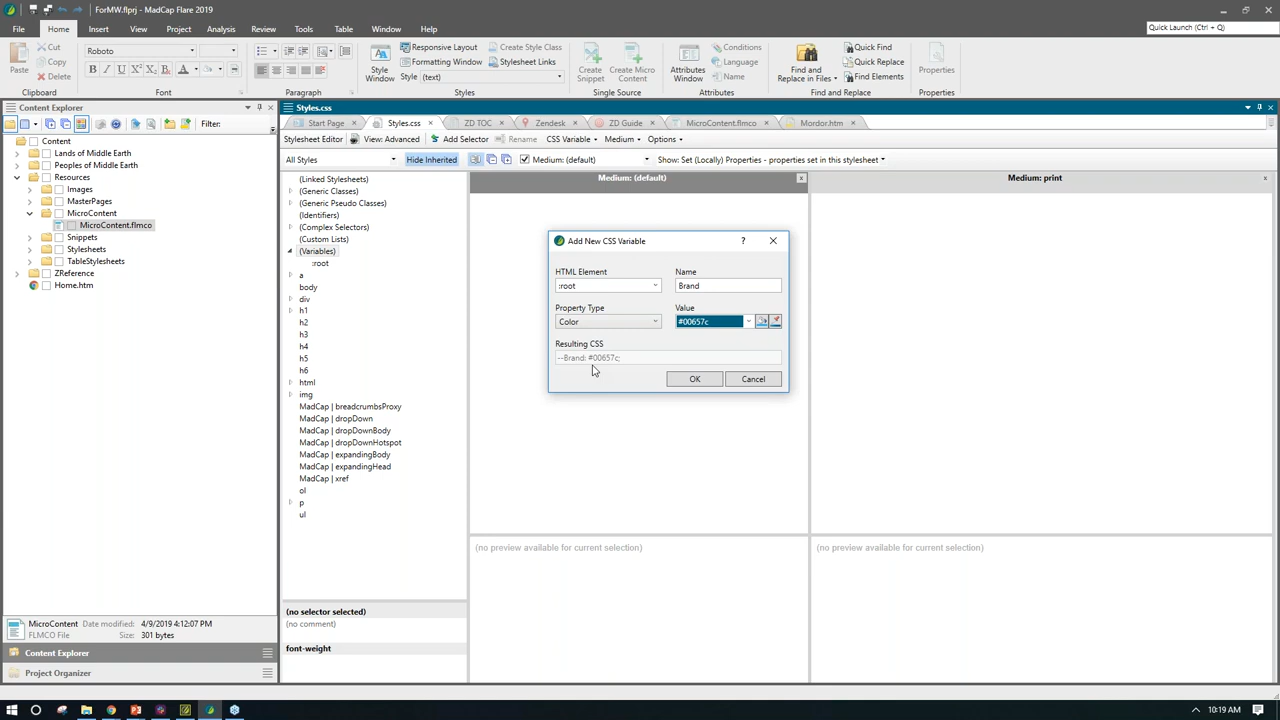 ForMW.flprj - MadCap Flare 2019
File Home Insert View Project Analysis Review Tools Table Window Help
Quick Launch (Ctrl + Q)
Paste
Cut
Copy
Delete
Clipboard
Roboto
Font
Paragraph
Style Window
Responsive Layout
Formatting Window
Style (text)
Create Style Class
Stylesheet Links
Styles
Create Snippet
Create Micro Content
Single Source
Attributes Window
Conditions
Language
Name
Attributes
Find and Replace in Files
Quick Find
Quick Replace
Find Elements
Find and Replace
Properties
Properties
Content Explorer
Filter:
Content
Lands of Middle Earth
Peoples of Middle Earth
Resources
Images
MasterPages
MicroContent
MicroContent.flmco
Snippets
Stylesheets
TableStylesheets
ZReference
Home.htm
MicroContent Date modified: 4/9/2019 4:12:07 PM
FLMCO File Size: 301 bytes
Content Explorer
Project Organizer
Styles.css
Start Page Styles.css ZD TOC Zendesk ZD Guide MicroContent.flmco Mordor.htm
Stylesheet Editor View: Advanced Add Selector Rename CSS Variable Medium Options
All Styles Hide Inherited Medium: (default) Show: Set (Locally) Properties - properties set in this stylesheet
(Linked Stylesheets)
(Generic Classes)
(Generic Pseudo Classes)
(Identifiers)
(Complex Selectors)
(Custom Lists)
(Variables)
:root
a
body
div
h1
h2
h3
h4
h5
h6
html
img
MadCap | breadcrumbsProxy
MadCap | dropDown
MadCap | dropDownBody
MadCap | dropDownHotspot
MadCap | expandingBody
MadCap | expandingHead
MadCap | xref
ol
p
ul
(no selector selected)
(no comment)
font-weight
Medium: (default)
Medium: print
(no preview available for current selection)
(no preview available for current selection)
Add New CSS Variable
HTML Element Name
:root Brand
Property Type Value
Color #00657c
Resulting CSS
--Brand: #00657c;
OK Cancel
10:19 AM